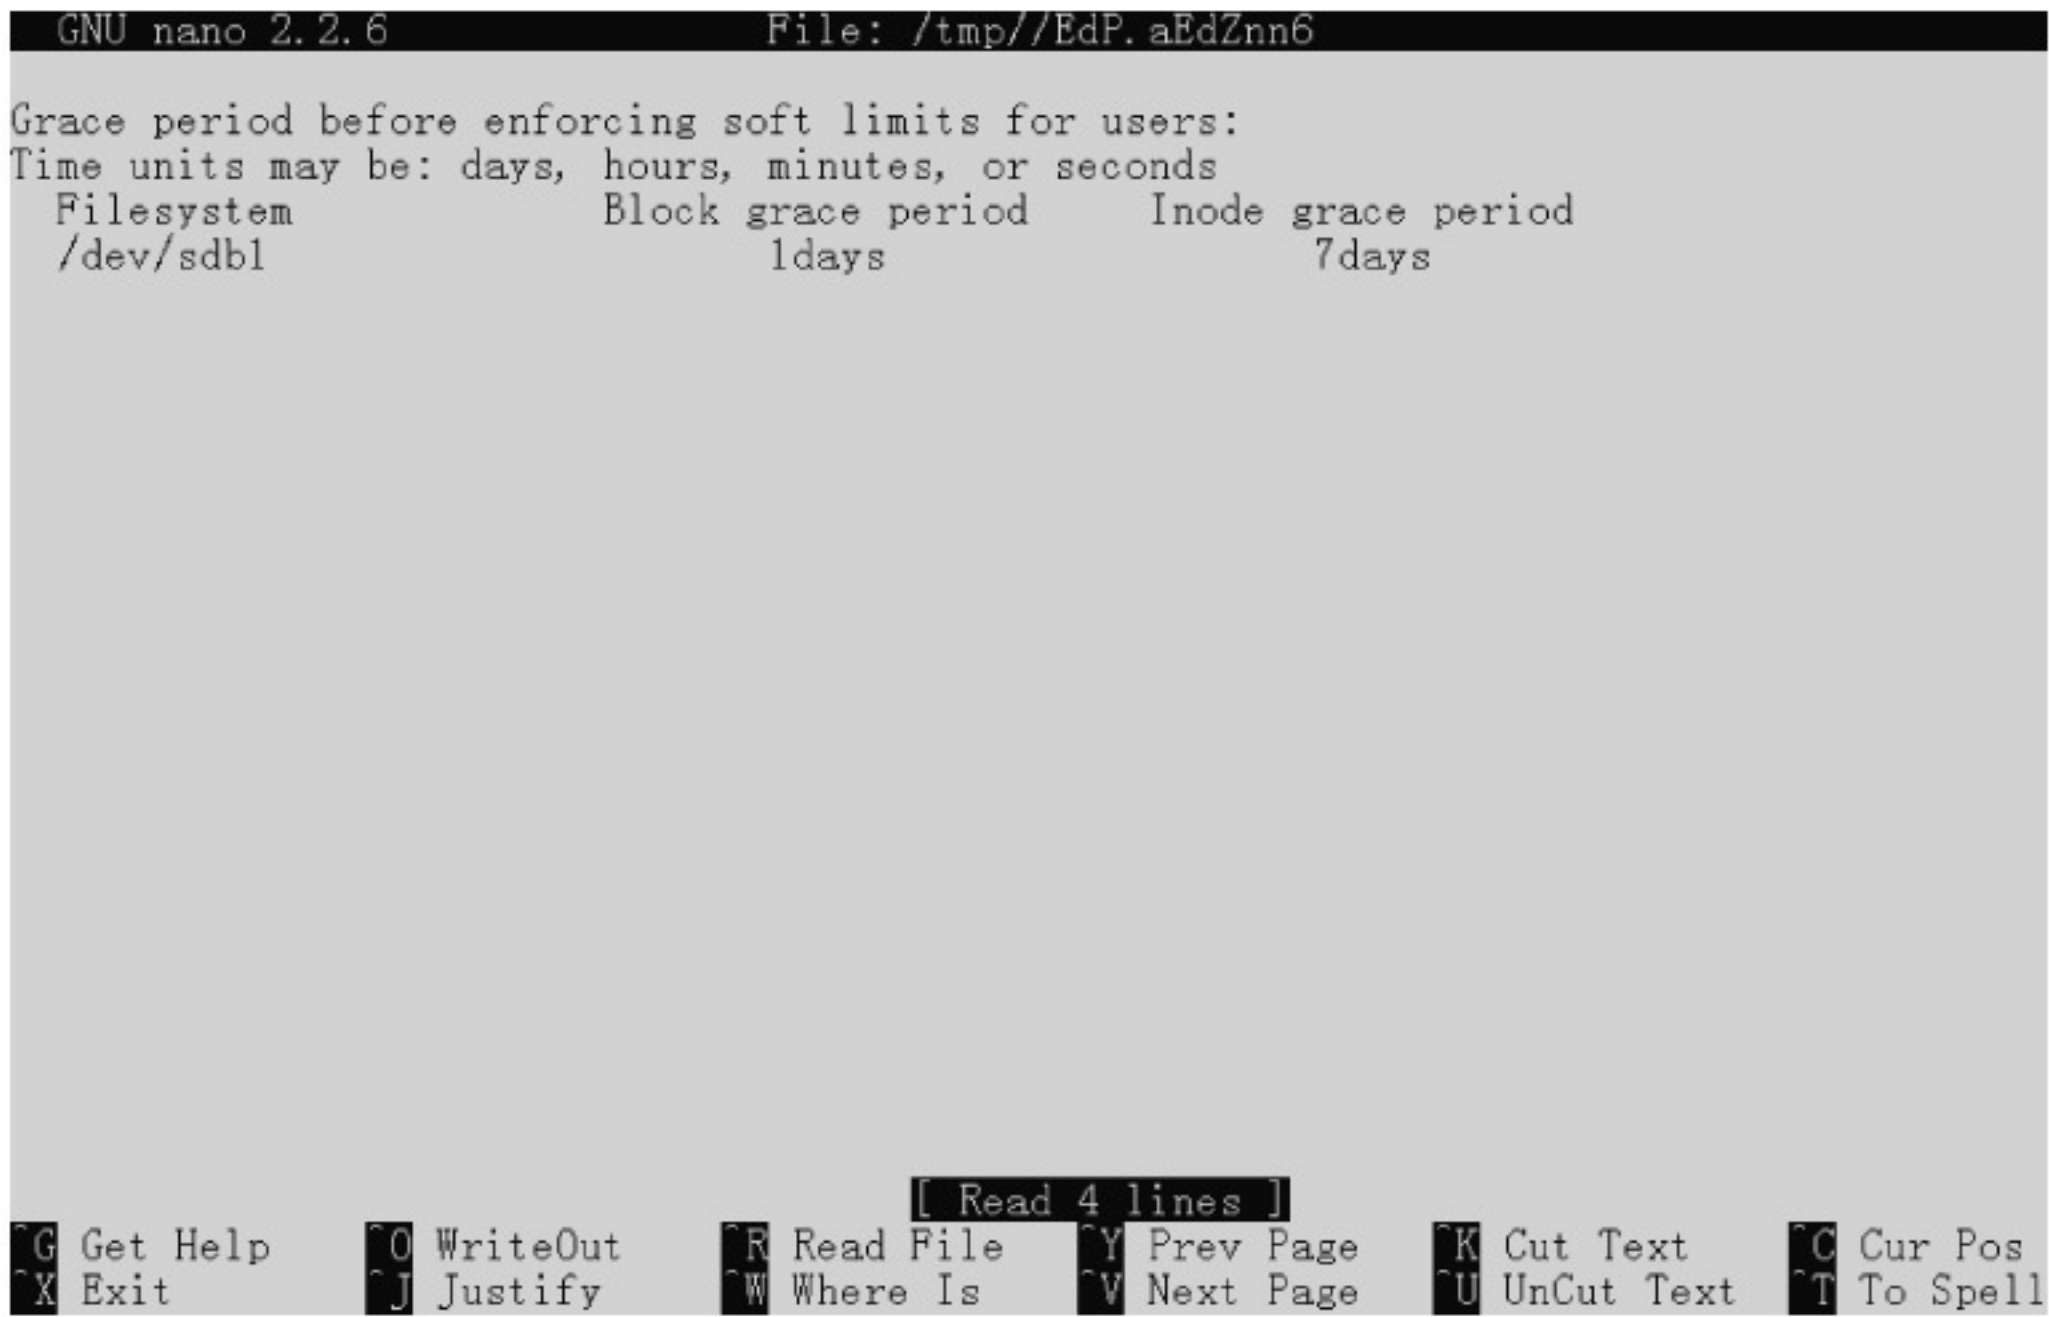 GNU nano 2.2.6 File: /tmp//EdP.aEdZnn6
Grace period before enforcing soft limits for users:
Time units may be: days, hours, minutes, or seconds
Filesystem Block grace period Inode grace period
/dev/sdb1 1days 7days
[ Read 4 lines ]
^G Get Help ^O WriteOut ^R Read File ^Y Prev Page ^K Cut Text ^C Cur Pos
^X Exit ^J Justify ^W Where Is ^V Next Page ^U UnCut Text ^T To Spell